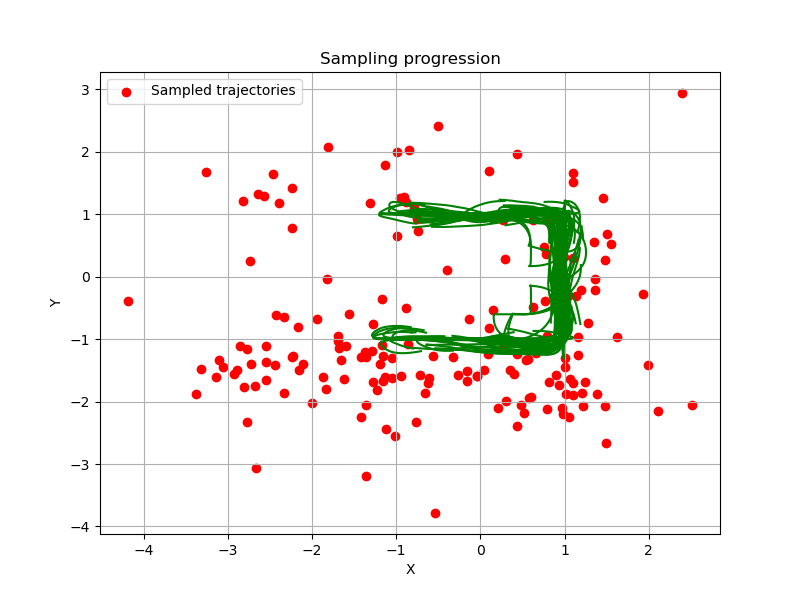 Sampling progression
Sampled trajectories
Y
3
2
1
0
−1
−2
−3
−4
−4 −3 −2 −1 0 1 2
X